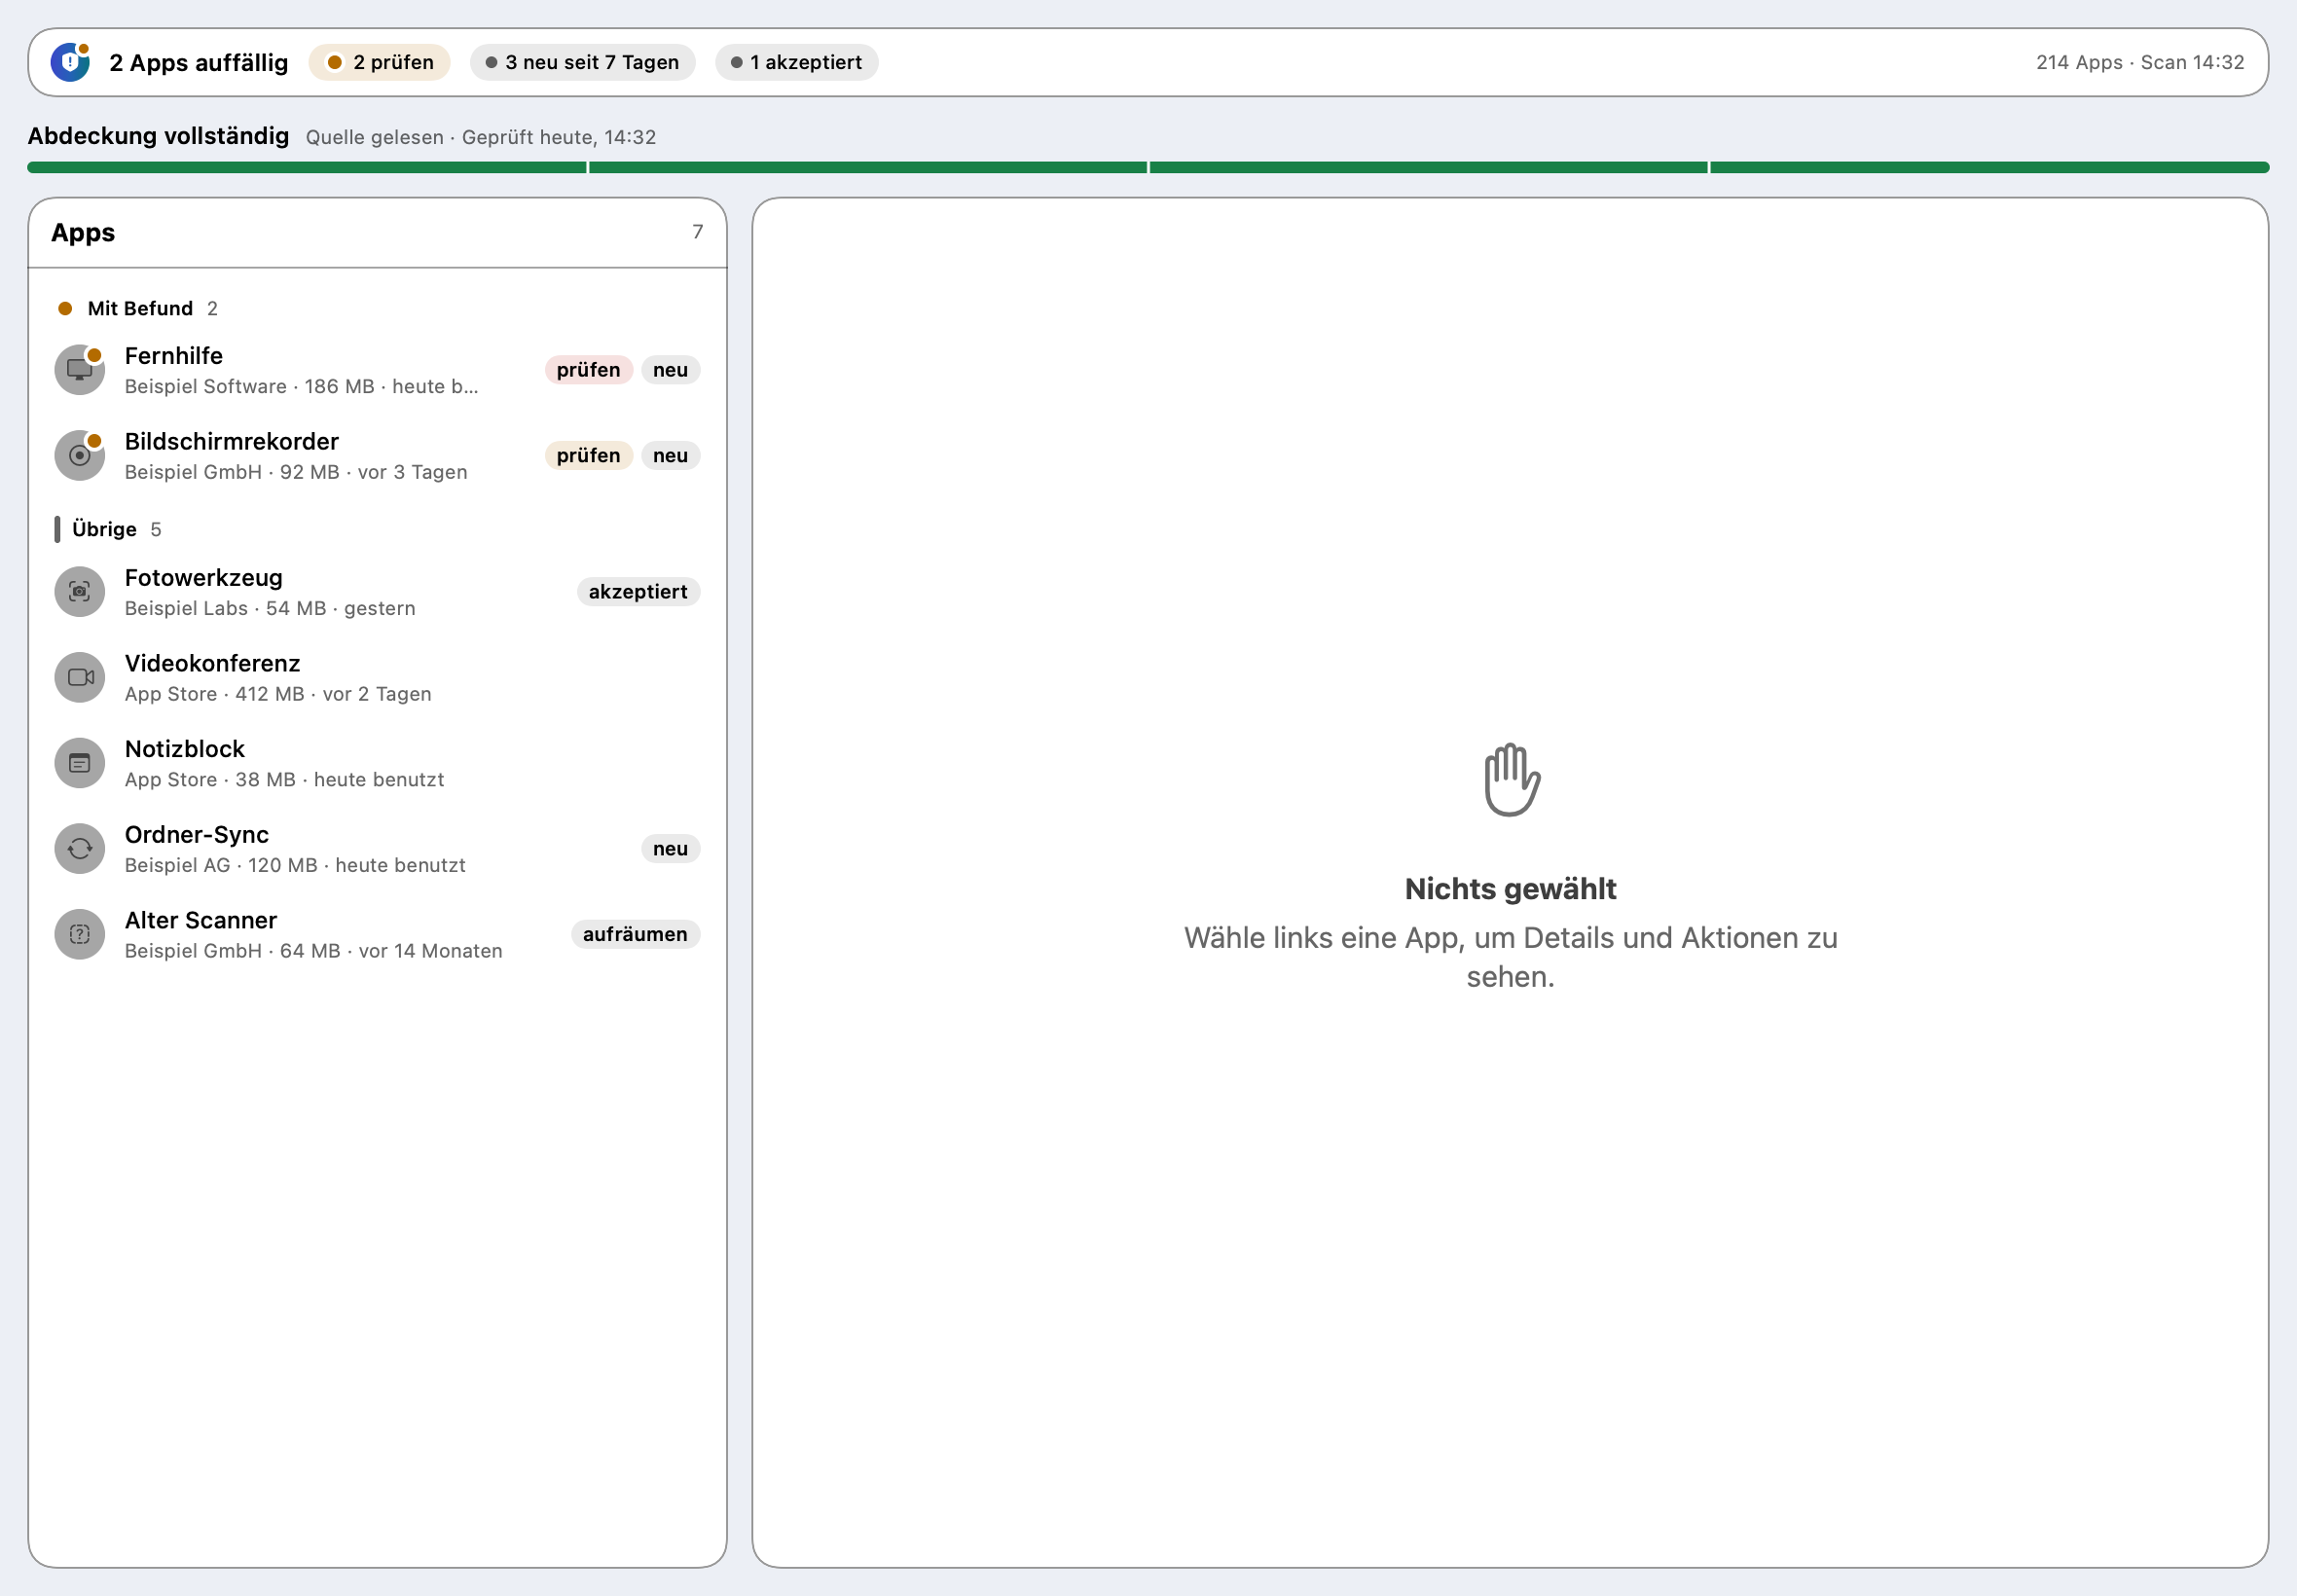 2 Apps auffällig
2 prüfen
3 neu seit 7 Tagen
1 akzeptiert
214 Apps · Scan 14:32
Abdeckung vollständig
Quelle gelesen · Geprüft heute, 14:32
Apps
7
Mit Befund 2
Fernhilfe
Beispiel Software · 186 MB · heute b…
prüfen
neu
Bildschirmrekorder
Beispiel GmbH · 92 MB · vor 3 Tagen
prüfen
neu
Übrige 5
Fotowerkzeug
Beispiel Labs · 54 MB · gestern
akzeptiert
Videokonferenz
App Store · 412 MB · vor 2 Tagen
Notizblock
App Store · 38 MB · heute benutzt
Ordner-Sync
Beispiel AG · 120 MB · heute benutzt
neu
Alter Scanner
Beispiel GmbH · 64 MB · vor 14 Monaten
aufräumen
Nichts gewählt
Wähle links eine App, um Details und Aktionen zu
sehen.